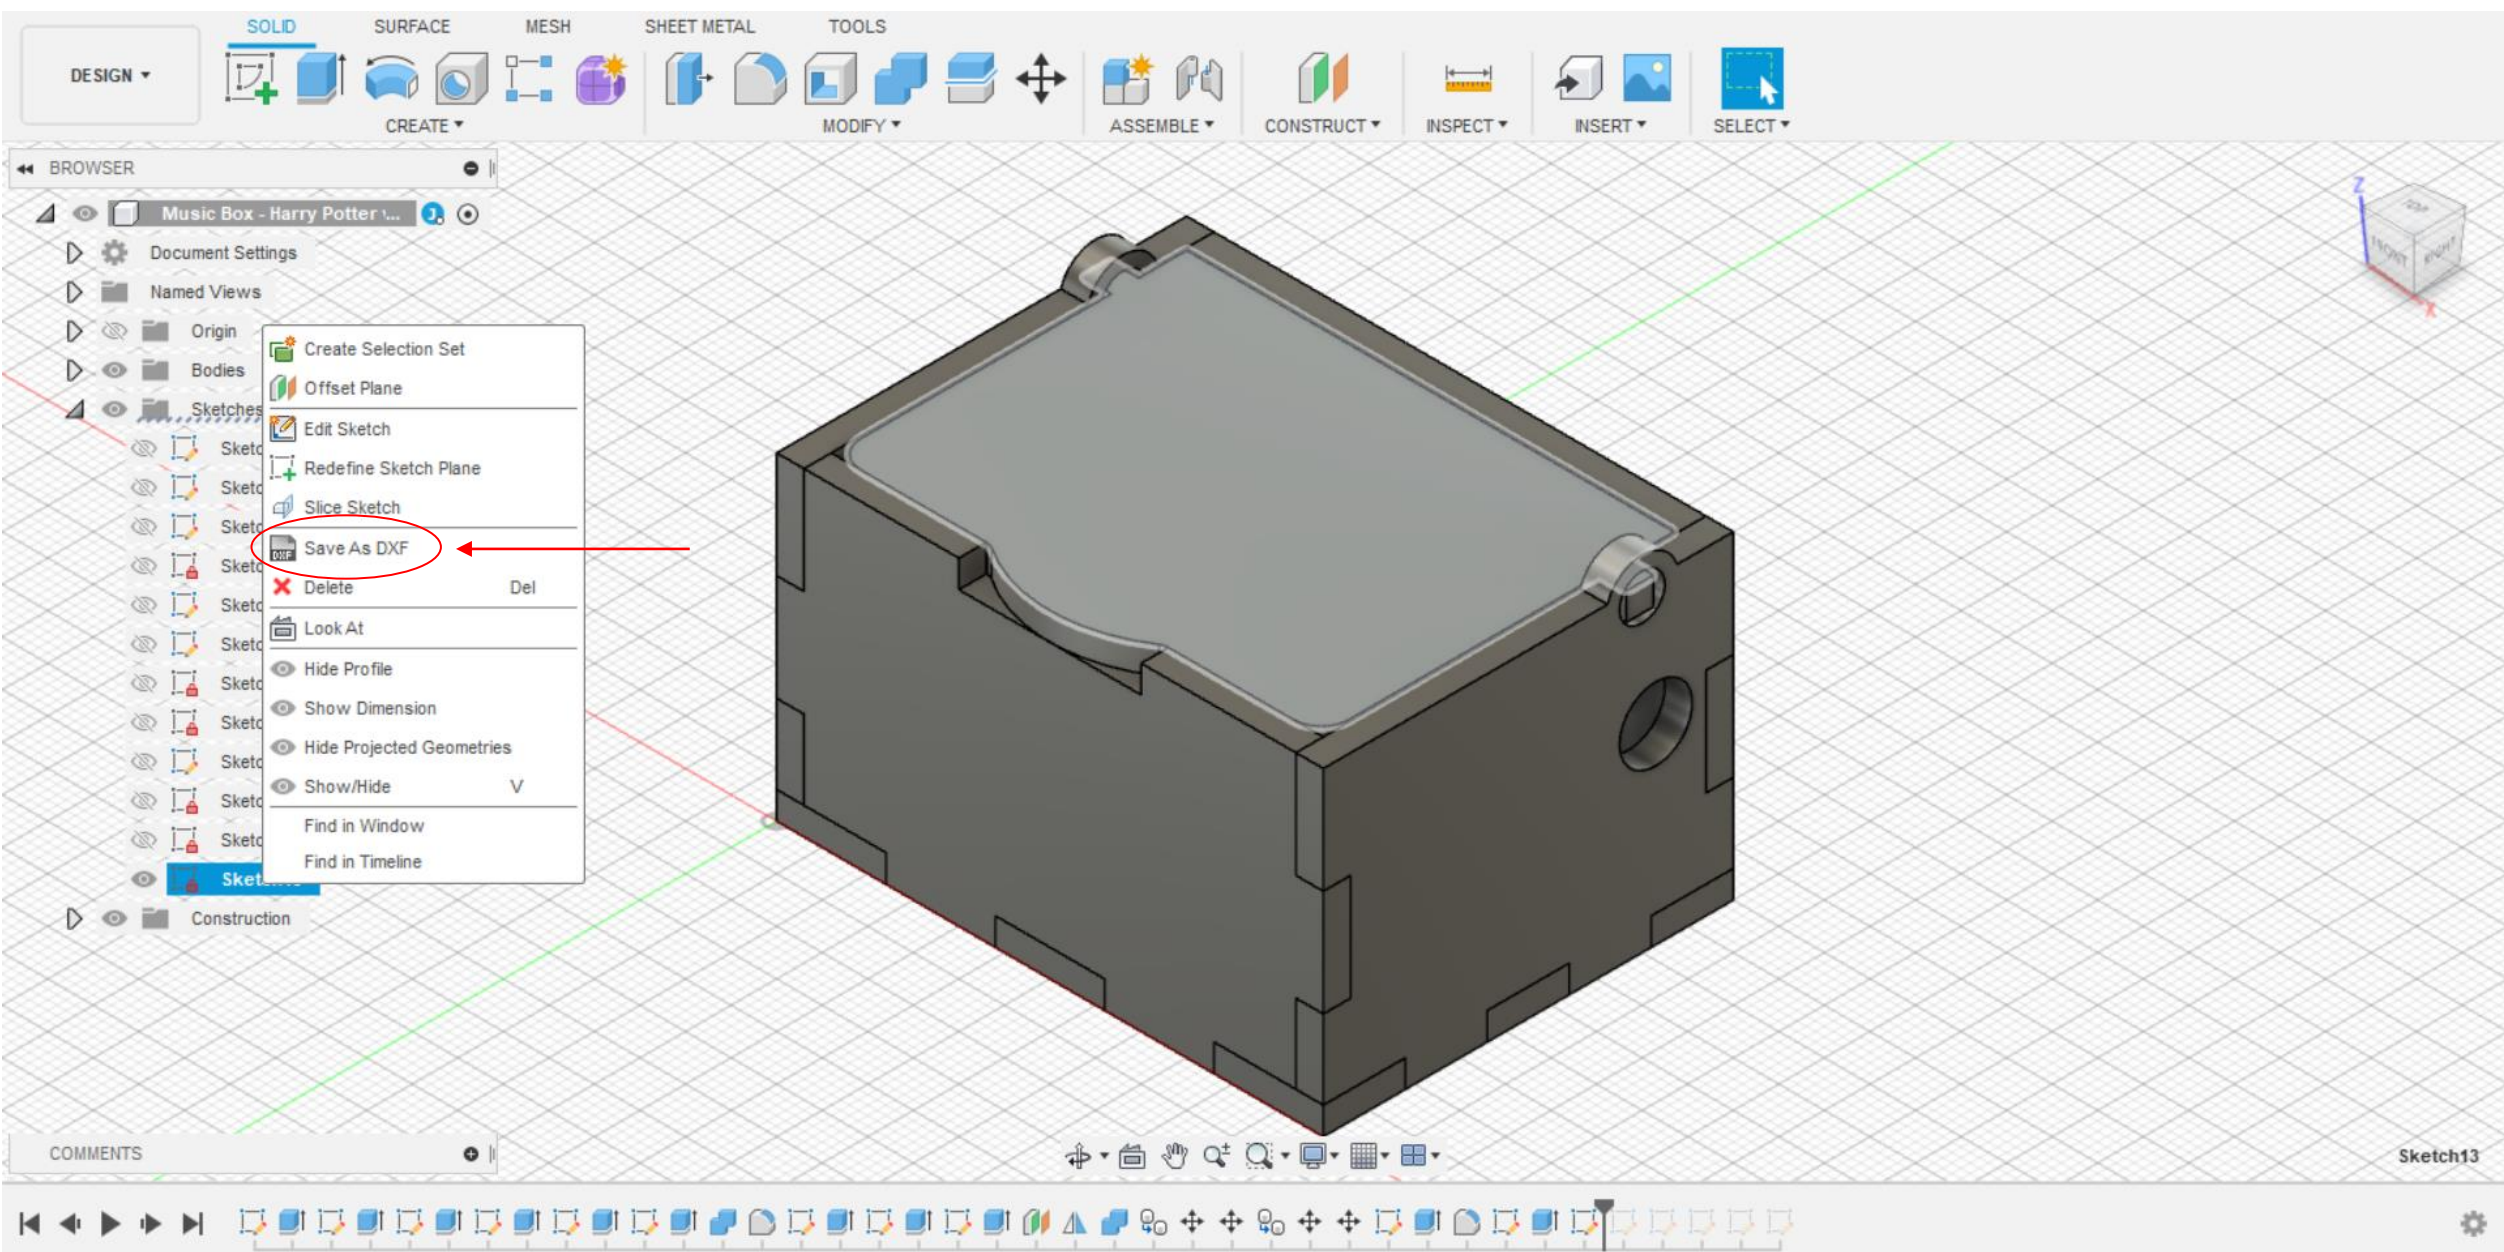 SOLID SURFACE MESH SHEET METAL TOOLS
DESIGN
CREATE MODIFY ASSEMBLE CONSTRUCT INSPECT INSERT SELECT
BROWSER
Music Box - Harry Potter
Document Settings
Named Views
Origin
Bodies
Sketches
Create Selection Set
Offset Plane
Edit Sketch
Redefine Sketch Plane
Slice Sketch
Save As DXF
Delete Del
Look At
Hide Profile
Show Dimension
Hide Projected Geometries
Show/Hide V
Find in Window
Find in Timeline
Construction
Z
TOP
FRONT RIGHT
X
COMMENTS
Sketch13